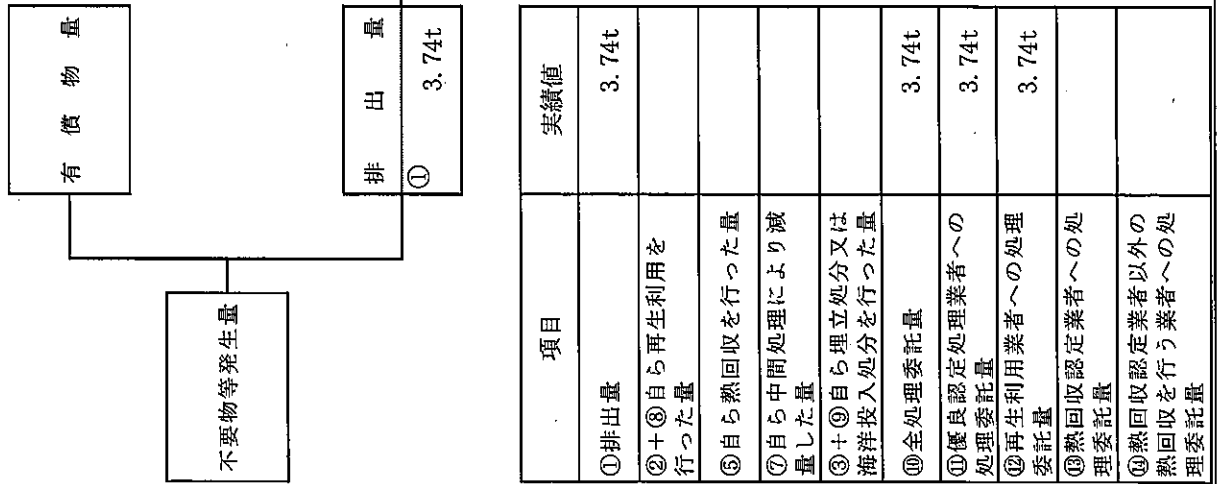 不要物等発生量
有償物量
排出量
① 3.74t
項目 実績値
①排出量 3.74t
②+⑧自ら再生利用を
行った量
⑤自ら熱回収を行った量
⑦自ら中間処理により減
量した量
③+⑨自ら埋立処分又は
海洋投入処分を行った量
⑩全処理委託量 3.74t
⑪優良認定処理業者への
処理委託量 3.74t
⑫再生利用業者への処理
委託量 3.74t
⑬熱回収認定業者への処
理委託量
⑭熱回収認定業者以外の
熱回収を行う業者への処
理委託量